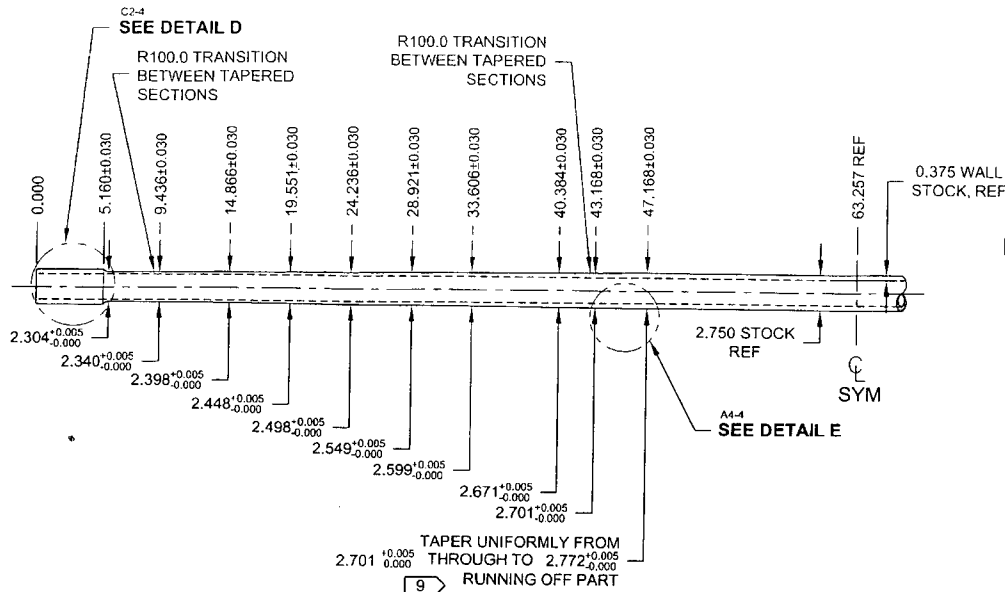 C2-4
SEE DETAIL D
R100.0 TRANSITION
BETWEEN TAPERED
SECTIONS
R100.0 TRANSITION
BETWEEN TAPERED
SECTIONS
0.000
5.160±0.030
9.436±0.030
14.866±0.030
19.551±0.030
24.236±0.030
28.921±0.030
33.606±0.030
40.384±0.030
43.168±0.030
47.168±0.030
63.257 REF
0.375 WALL
STOCK, REF
2.304 +0.005 -0.000
2.340 +0.005 -0.000
2.398 +0.005 -0.000
2.448 +0.005 -0.000
2.498 +0.005 -0.000
2.549 +0.005 -0.000
2.599 +0.005 -0.000
2.671 +0.005 -0.000
2.701 +0.005 -0.000
2.750 STOCK
REF
℄
SYM
A4-4
SEE DETAIL E
TAPER UNIFORMLY FROM
2.701 +0.005 0.000 THROUGH TO 2.772 +0.005 -0.000
RUNNING OFF PART
9